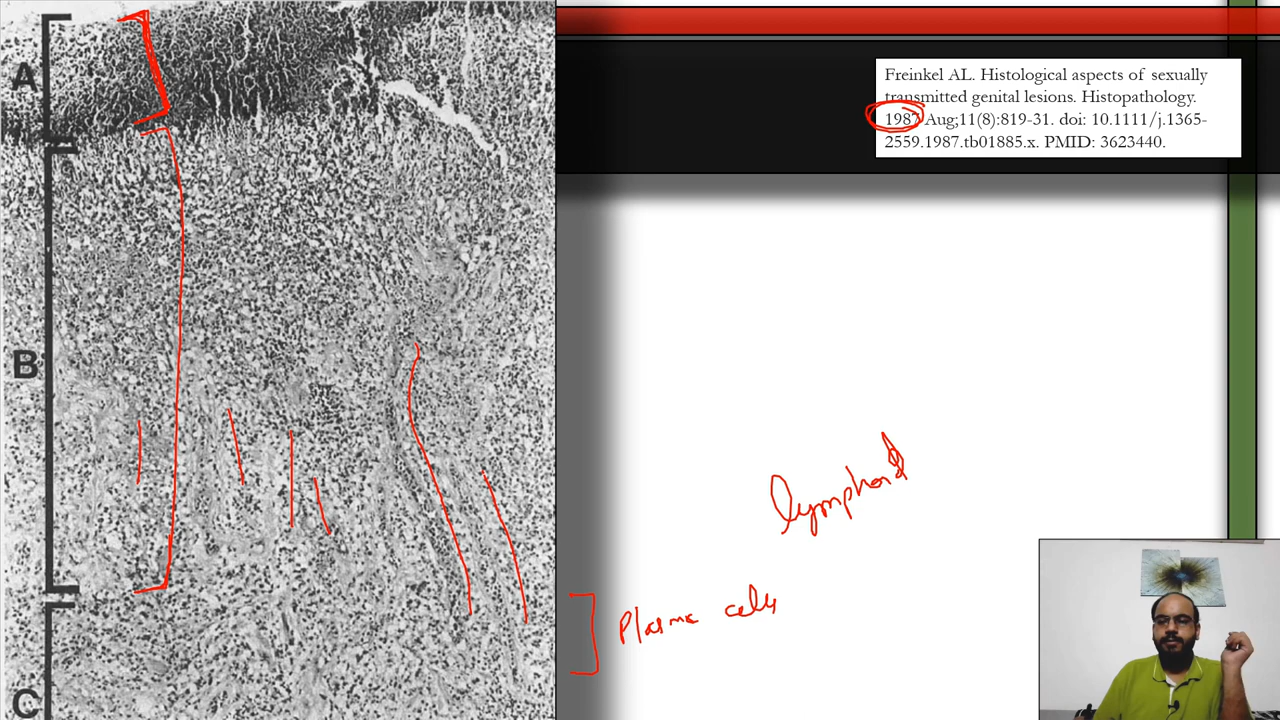 A
B
C
Freinkel AL. Histological aspects of sexually
transmitted genital lesions. Histopathology.
1987 Aug;11(8):819-31. doi: 10.1111/j.1365-
2559.1987.tb01885.x. PMID: 3623440.
lymphoid
Plasma cells